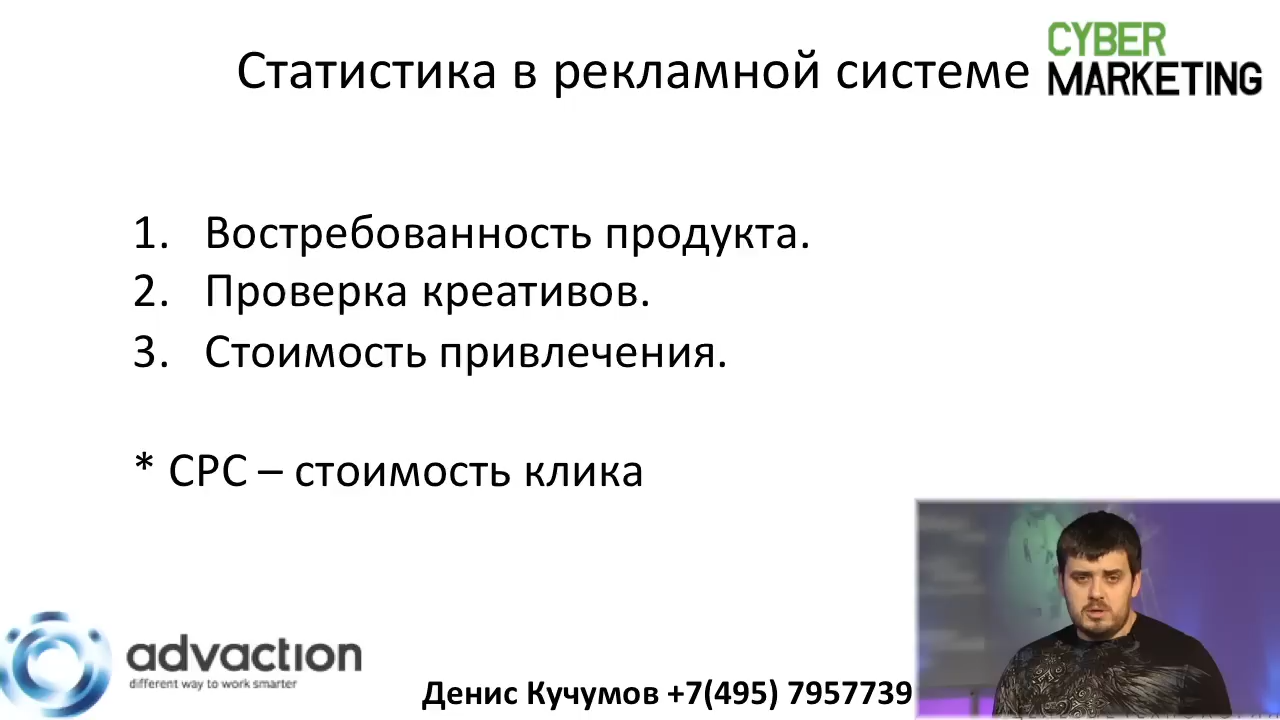 Статистика в рекламной системе
CYBER
MARKETING
1. Востребованность продукта.
2. Проверка креативов.
3. Стоимость привлечения.
* CPC – стоимость клика
advaction
different way to work smarter
Денис Кучумов +7(495) 7957739